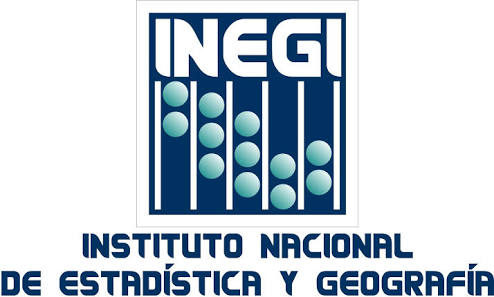 INEGI
INSTITUTO NACIONAL
DE ESTADÍSTICA Y GEOGRAFÍA